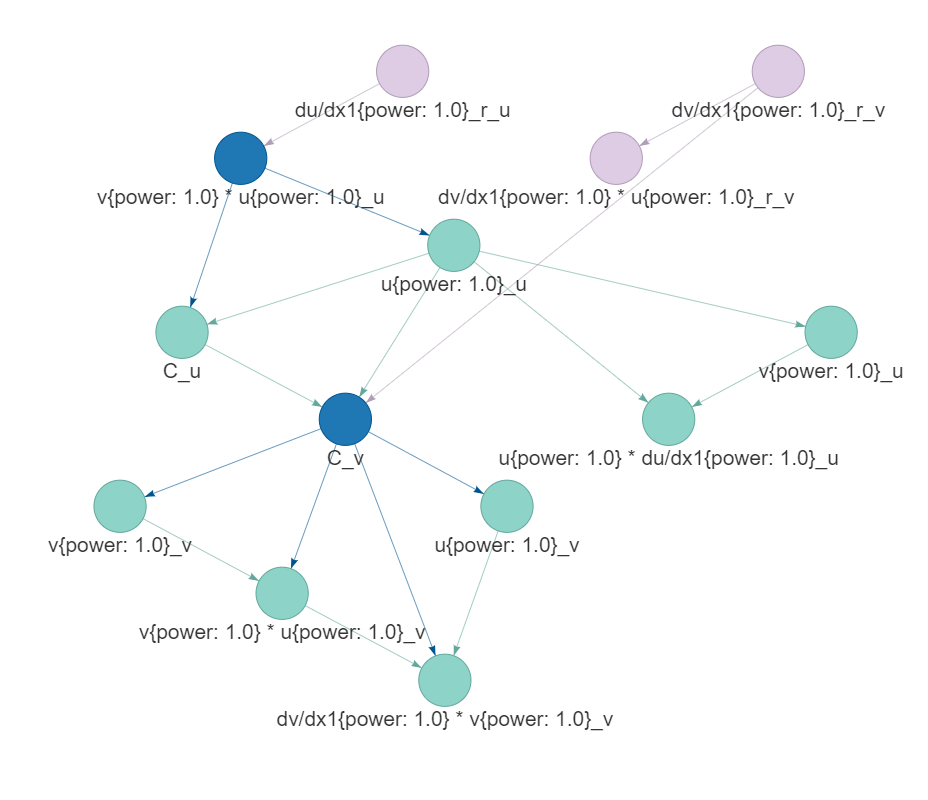 du/dx1{power: 1.0}_r_u
dv/dx1{power: 1.0}_r_v
v{power: 1.0} * u{power: 1.0}_u
dv/dx1{power: 1.0} * u{power: 1.0}_r_v
u{power: 1.0}_u
C_u
v{power: 1.0}_u
C_v
u{power: 1.0} * du/dx1{power: 1.0}_u
v{power: 1.0}_v
u{power: 1.0}_v
v{power: 1.0} * u{power: 1.0}_v
dv/dx1{power: 1.0} * v{power: 1.0}_v